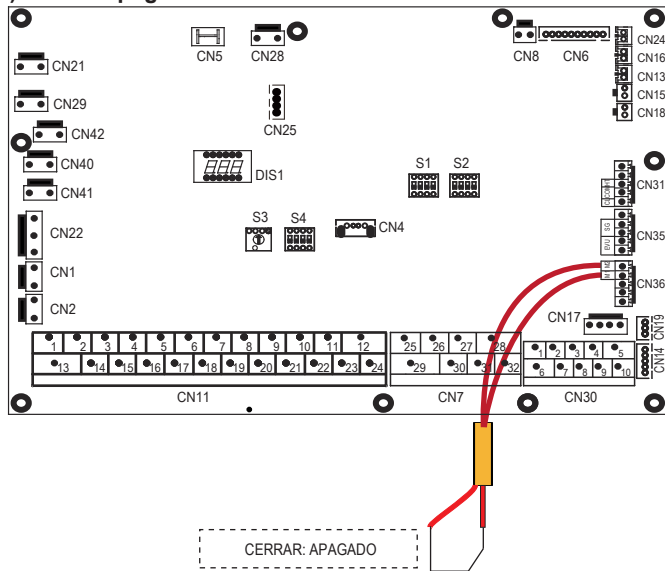 CN21
CN5
CN28
CN8
CN6
CN24
CN16
CN13
CN15
CN18
CN29
CN42
CN25
CN40
CN41
DIS1
S1
S2
CN31
CN22
S3
S4
CN4
SG
EVU
CN35
M1 M2
CN36
CN1
CN2
CN17
CN19
CN14
1 2 3 4 5 6 7 8 9 10 11 12
13 14 15 16 17 18 19 20 21 22 23 24
CN11
25 26 27 28
29 30 31 32
CN7
1 2 3 4 5
6 7 8 9 10
CN30
CERRAR: APAGADO